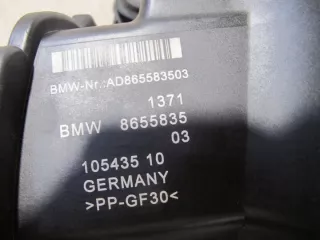 BMW-Nr.:AD865583503
1371
BMW 8655835
03
105435 10
GERMANY
>PP-GF30<